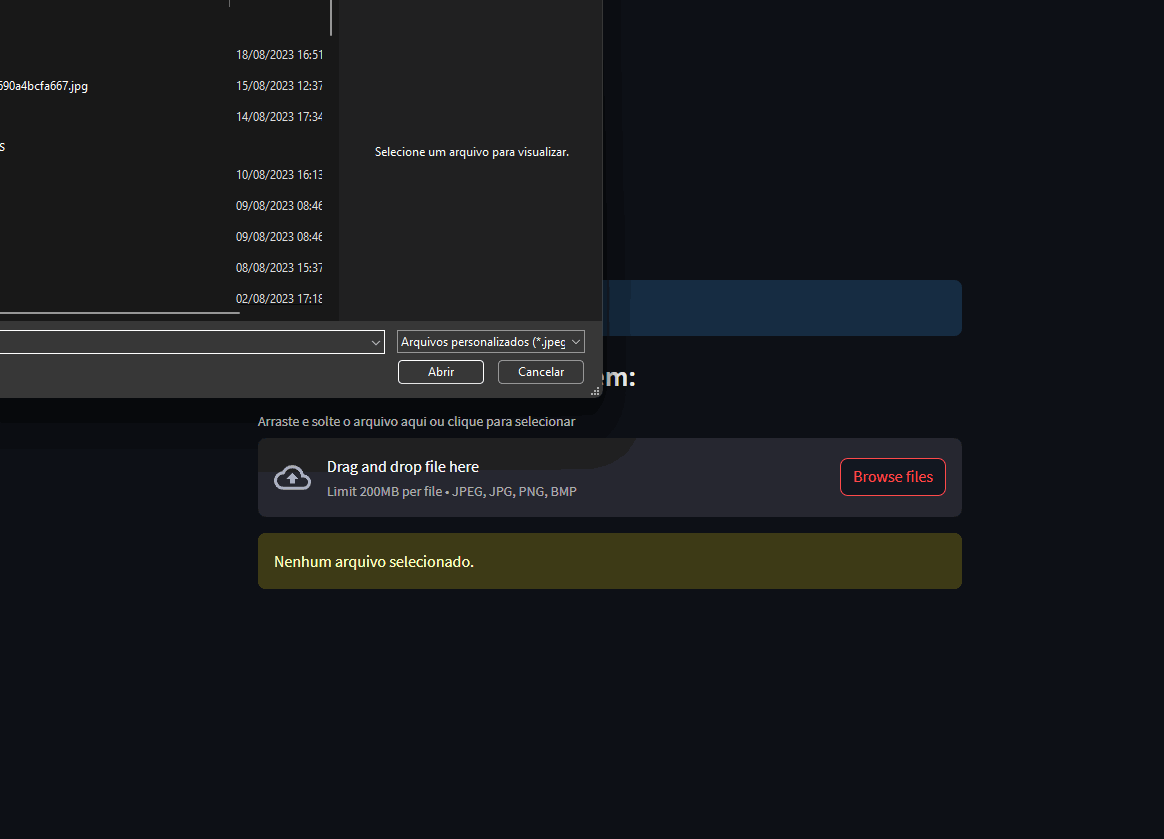 18/08/2023 16:51
690a4bcfa667.jpg 15/08/2023 12:37
14/08/2023 17:34
s
10/08/2023 16:13
09/08/2023 08:46
09/08/2023 08:46
08/08/2023 15:37
02/08/2023 17:18
Selecione um arquivo para visualizar.
Arquivos personalizados (*.jpeg
Abrir Cancelar
em:
Arraste e solte o arquivo aqui ou clique para selecionar
Drag and drop file here
Limit 200MB per file • JPEG, JPG, PNG, BMP
Browse files
Nenhum arquivo selecionado.